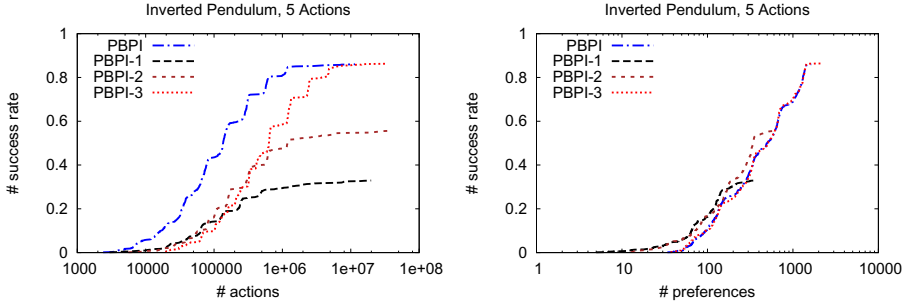 Inverted Pendulum, 5 Actions
1
0.8
0.6
0.4
0.2
0
# success rate
PBPI
PBPI-1
PBPI-2
PBPI-3
1000 10000 100000 1e+06 1e+07 1e+08
# actions
Inverted Pendulum, 5 Actions
1
0.8
0.6
0.4
0.2
0
# success rate
PBPI
PBPI-1
PBPI-2
PBPI-3
1 10 100 1000 10000
# preferences